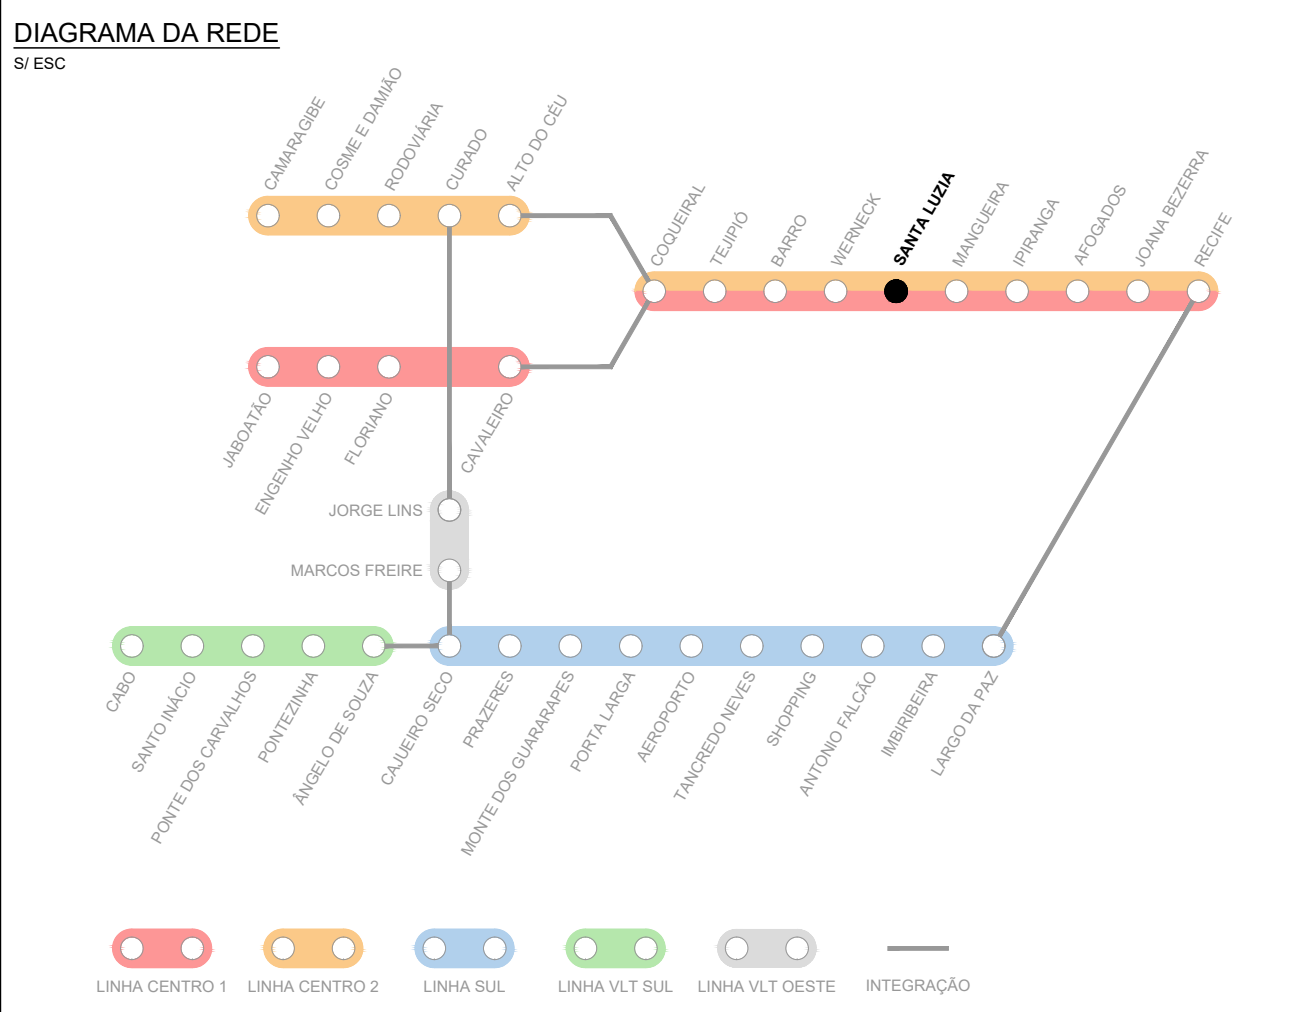 DIAGRAMA DA REDE
S/ ESC
CAMARAGIBE
COSME E DAMIÃO
RODOVIÁRIA
CURADO
ALTO DO CÉU
COQUEIRAL
TEJIPIÓ
BARRO
WERNECK
SANTA LUZIA
MANGUEIRA
IPIRANGA
AFOGADOS
JOANA BEZERRA
RECIFE
JABOATÃO
ENGENHO VELHO
FLORIANO
CAVALEIRO
JORGE LINS
MARCOS FREIRE
CABO
SANTO INÁCIO
PONTE DOS CARVALHOS
PONTEZINHA
ÂNGELO DE SOUZA
CAJUEIRO SECO
PRAZERES
MONTE DOS GUARARAPES
PORTA LARGA
AEROPORTO
TANCREDO NEVES
SHOPPING
ANTONIO FALCÃO
IMBIRIBEIRA
LARGO DA PAZ
LINHA CENTRO 1
LINHA CENTRO 2
LINHA SUL
LINHA VLT SUL
LINHA VLT OESTE
INTEGRAÇÃO